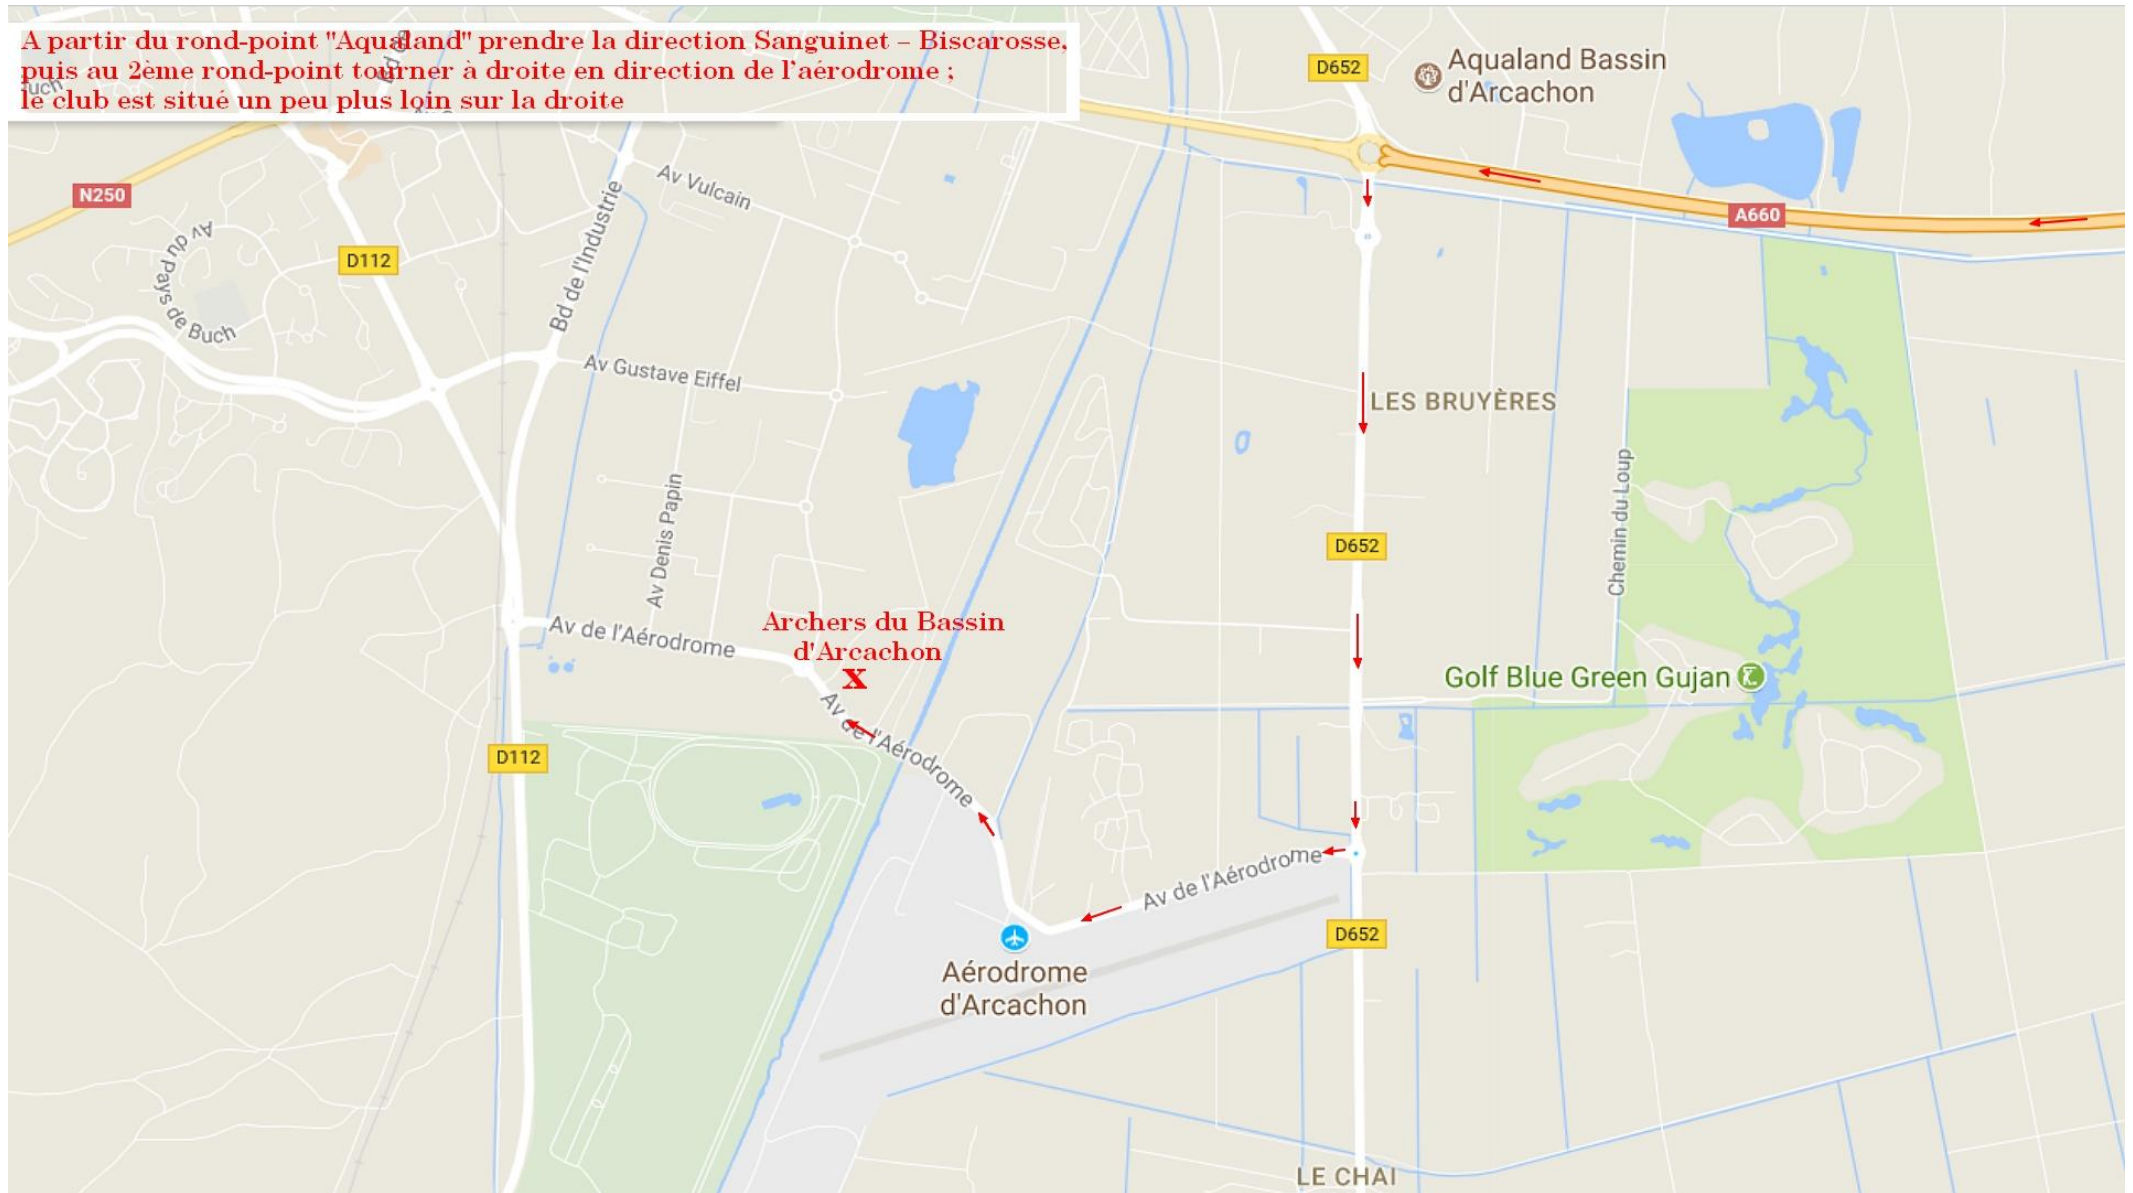 A partir du rond-point "Aqualand" prendre la direction Sanguinet – Biscarosse,
puis au 2ème rond-point tourner à droite en direction de l'aérodrome ;
le club est situé un peu plus loin sur la droite
D652
Aqualand Bassin
d'Arcachon
N250
Av Vulcain
A660
Av du Pays de Buch
D112
Bd de l'Industrie
Av Gustave Eiffel
LES BRUYÈRES
Chemin du Loup
Av Denis Papin
D652
Archers du Bassin
d'Arcachon
X
Av de l'Aérodrome
Golf Blue Green Gujan
Av de l'Aérodrome
D112
Av de l'Aérodrome
D652
Aérodrome
d'Arcachon
LE CHAI